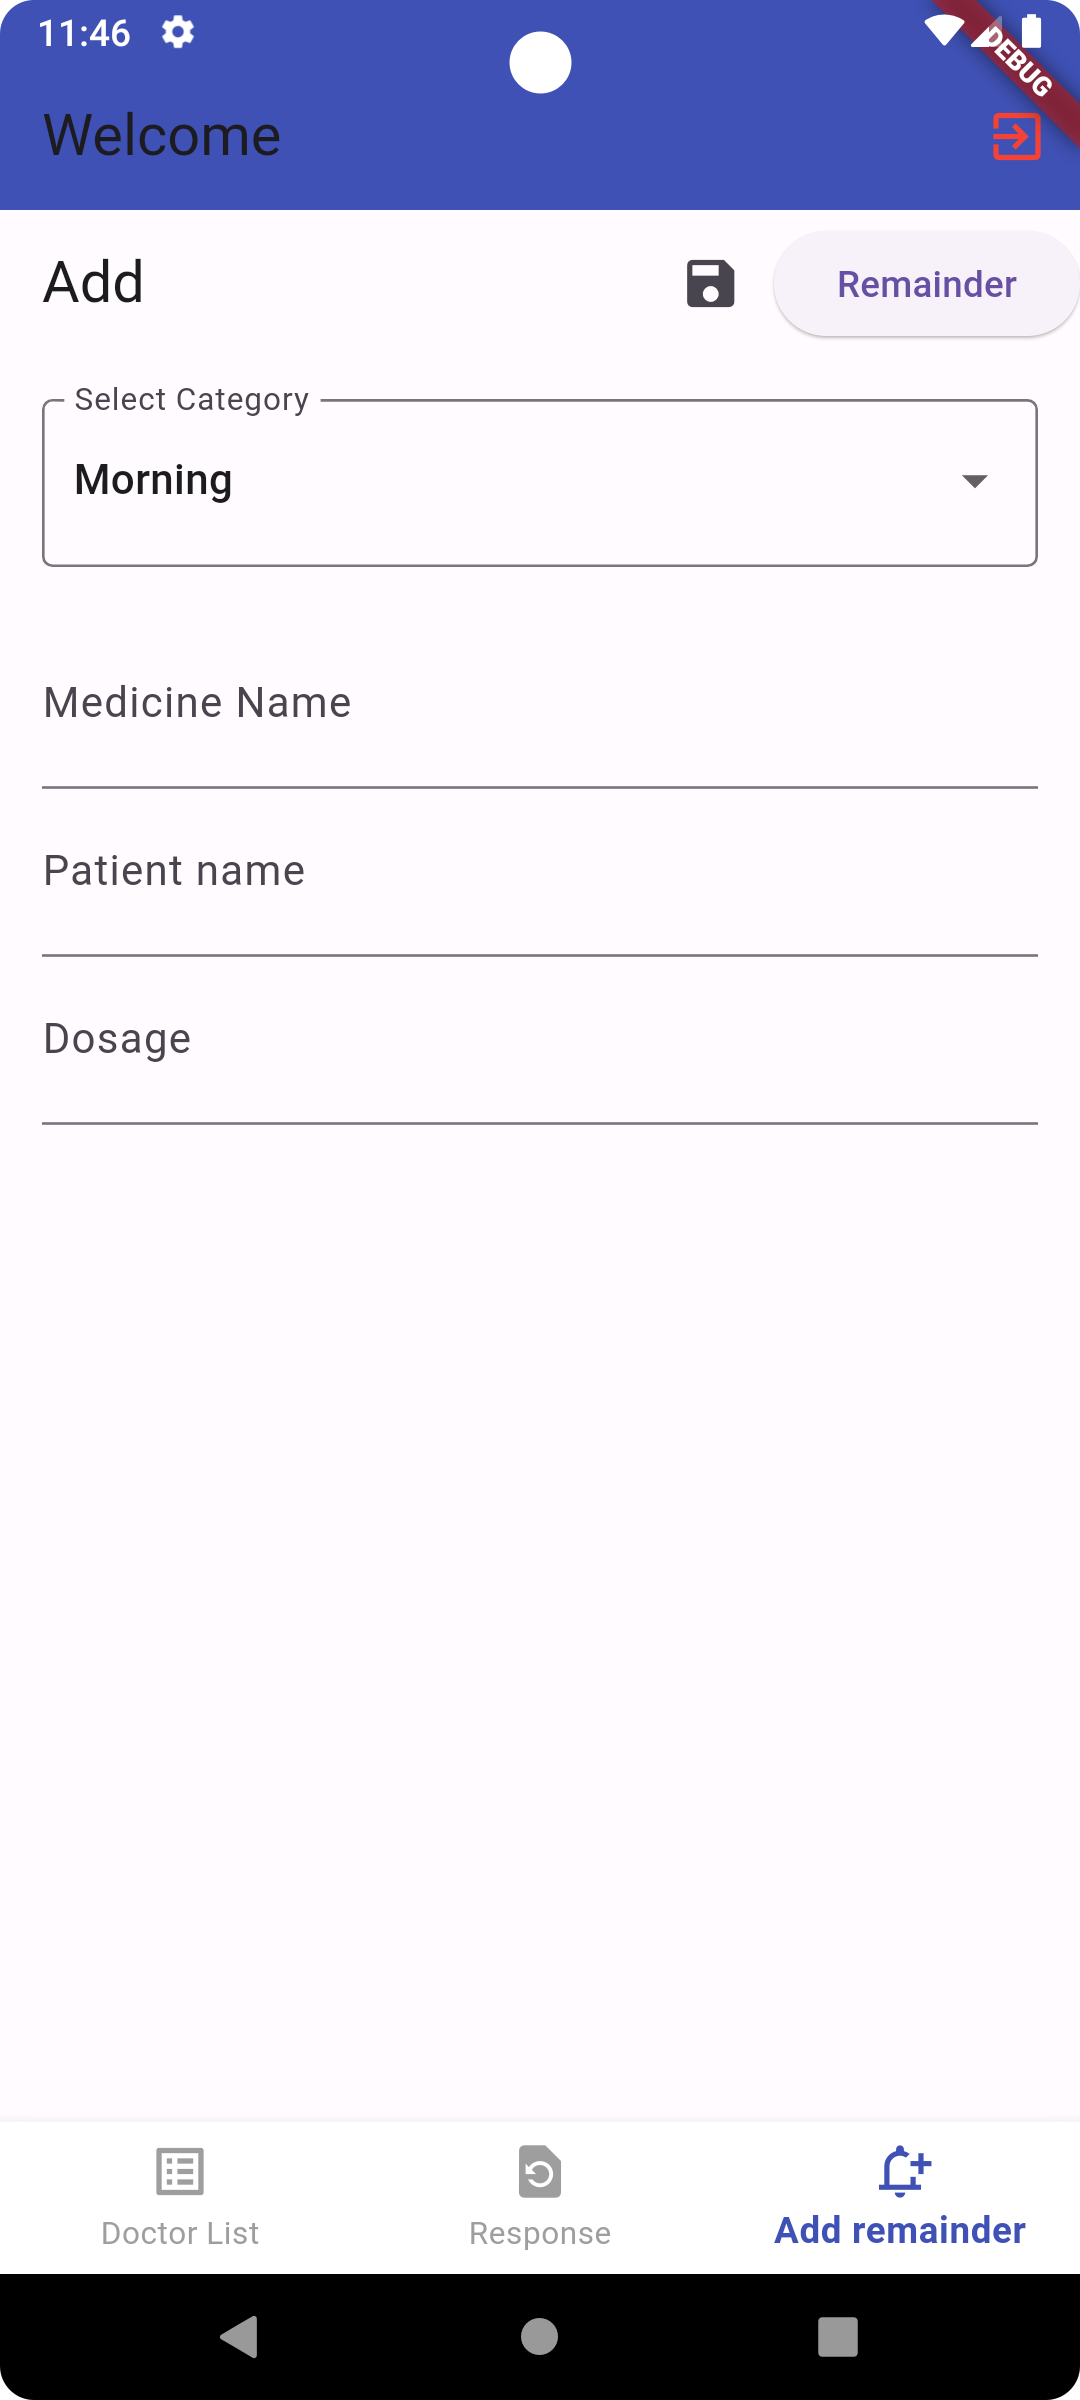 11:46
DEBUG
Welcome
Add
Remainder
Select Category
Morning
Medicine Name
Patient name
Dosage
Doctor List
Response
Add remainder